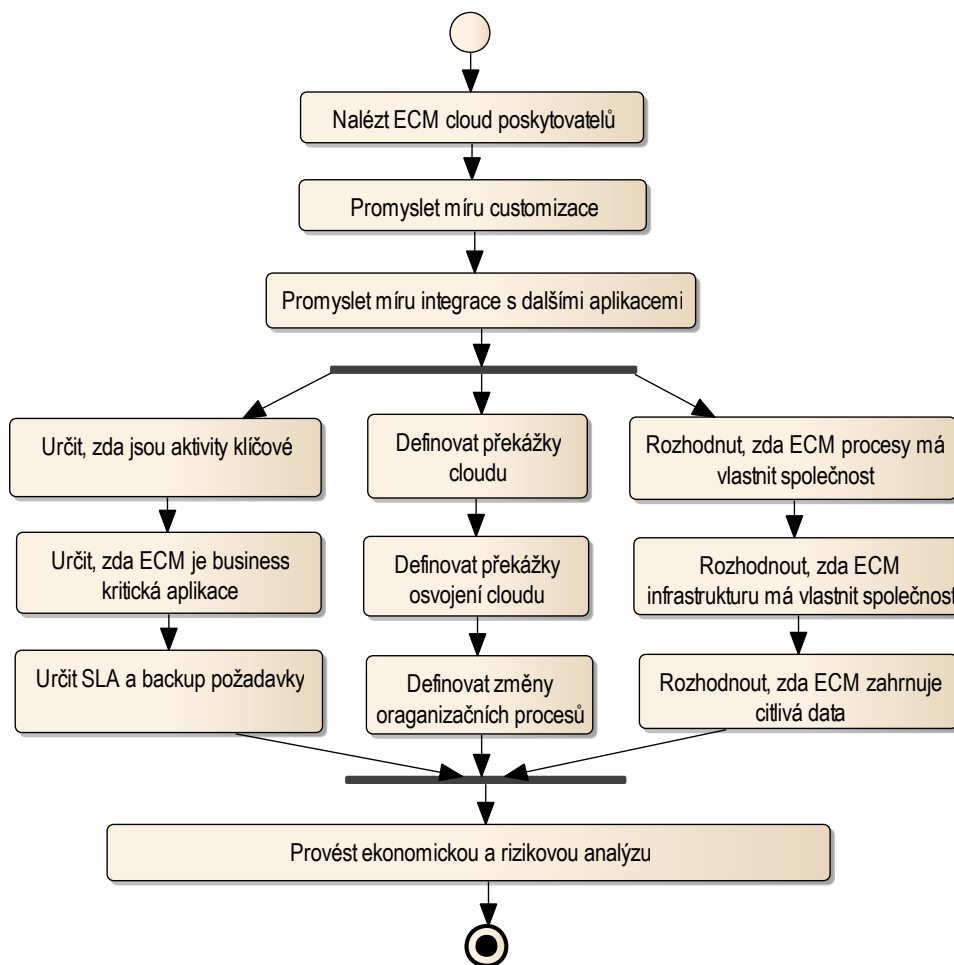 Nalézt ECM cloud poskytovatelů
Promyslet míru customizace
Promyslet míru integrace s dalšími aplikacemi
Určit, zda jsou aktivity klíčové
Určit, zda ECM je business
kritická aplikace
Určit SLA a backup požadavky
Definovat překážky
cloudu
Definovat překážky
osvojení cloudu
Definovat změny
oraganizačních procesů
Rozhodnut, zda ECM procesy má
vlastnit společnost
Rozhodnout, zda ECM
infrastrukturu má vlastnit společnost
Rozhodnout, zda ECM zahrnuje
citlivá data
Provést ekonomickou a rizikovou analýzu